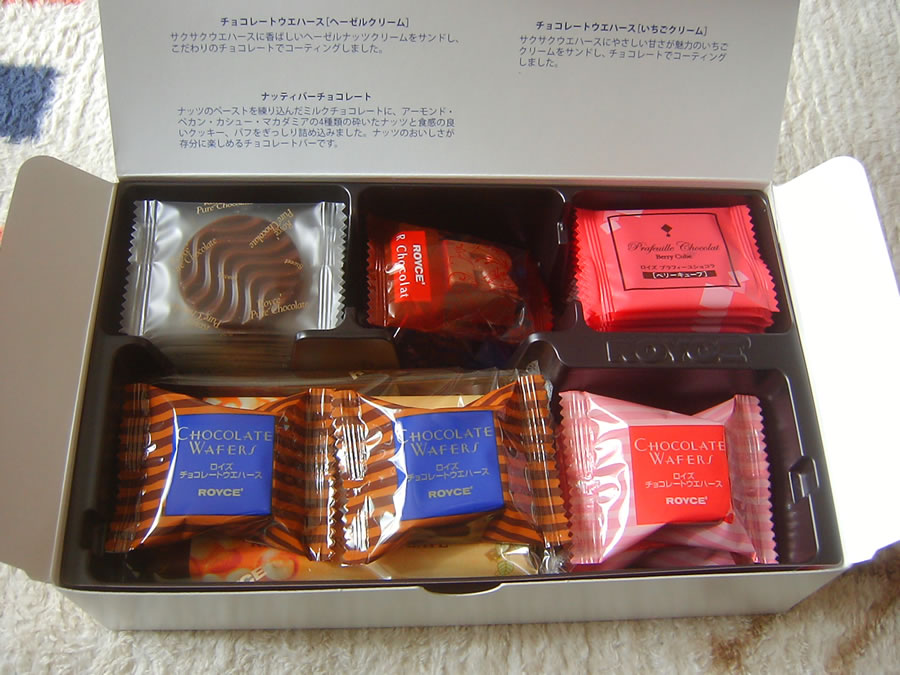 チョコレートウエハース[ヘーゼルクリーム]
サクサクウエハースに香ばしいヘーゼルナッツクリームをサンドし、
こだわりのチョコレートでコーティングしました。
チョコレートウエハース[いちごクリーム]
サクサクウエハースにやさしい甘さが魅力のいちご
クリームをサンドし、チョコレートでコーティング
しました。
ナッティバーチョコレート
ナッツのペーストを練り込んだミルクチョコレートに、アーモンド・
ペカン・カシュー・マカダミアの4種類の砕いたナッツと食感の良
いクッキー、パフをぎっしり詰め込みました。ナッツのおいしさが
存分に楽しめるチョコレートバーです。
Pure Chocolate
Royce'
Pure Chocolate
ROYCE'
R Chocolat
Prafeuille Chocolat
Berry Cube
ロイズ プラフィーユショコラ
[ベリーキューブ]
ROYCE'
CHOCOLATE
WAFERS
ロイズ
チョコレートウエハース
ROYCE'
CHOCOLATE
WAFERS
ロイズ
チョコレートウエハース
ROYCE'
CHOCOLATE
WAFERS
ロイズ
チョコレートウエハース
ROYCE'